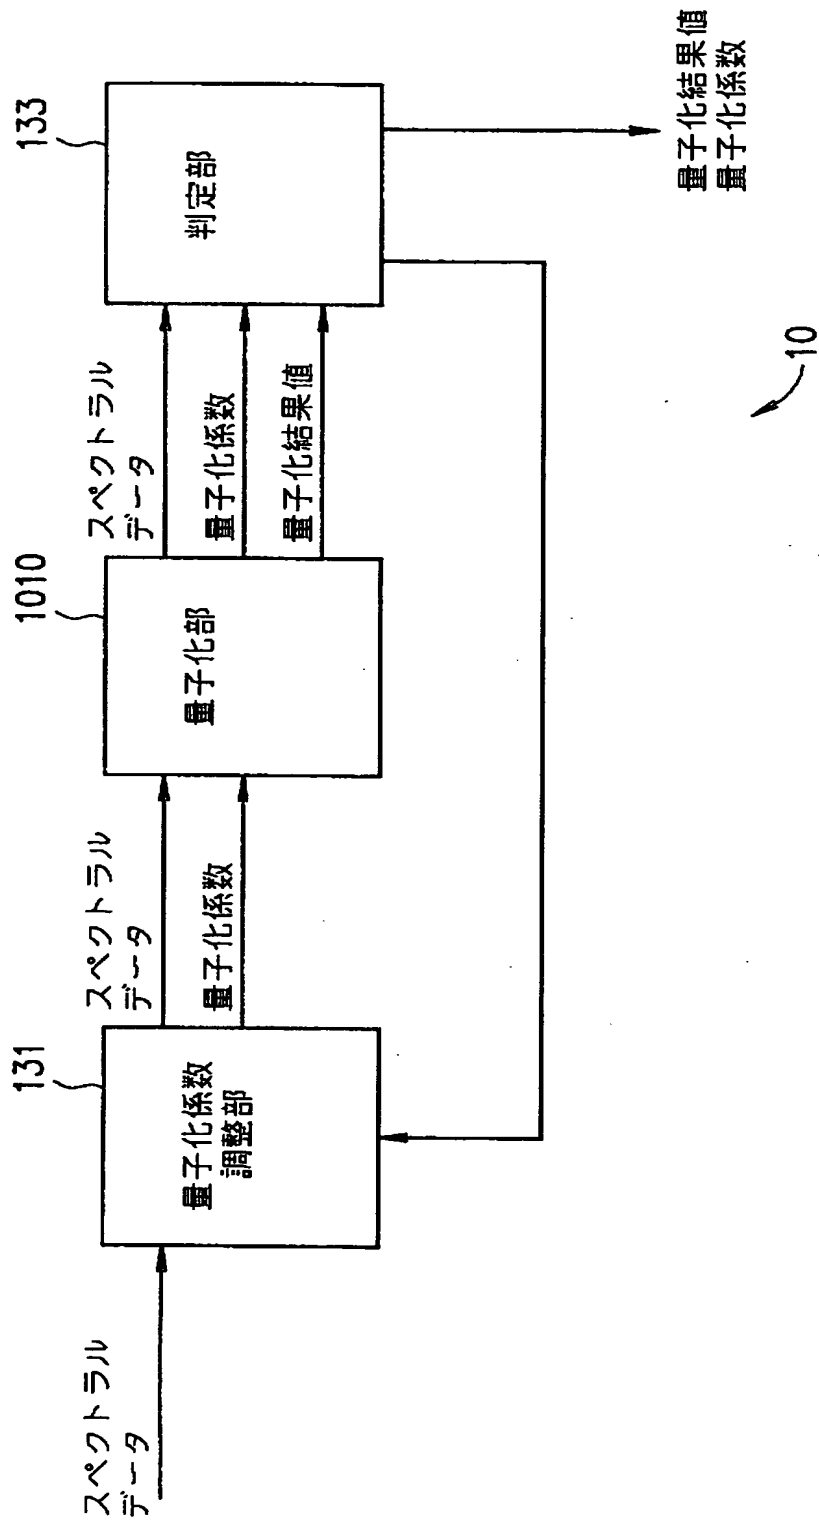 スペクトラル
データ
131
量子化係数
調整部
スペクトラル
データ
量子化係数
1010
量子化部
スペクトラル
データ
量子化係数
量子化結果値
133
判定部
量子化結果値
量子化係数
10